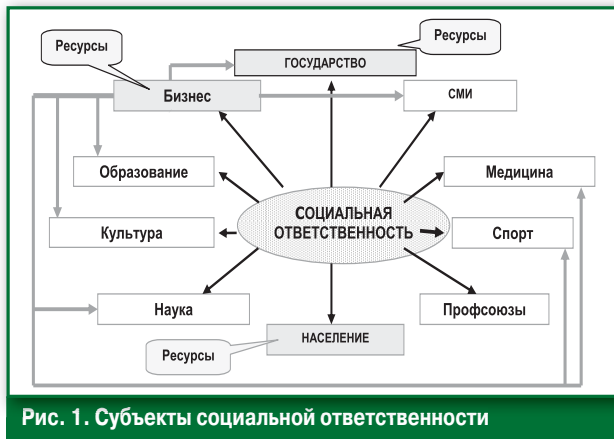 Ресурсы
Ресурсы
ГОСУДАРСТВО
Бизнес
СМИ
Образование
Медицина
СОЦИАЛЬНАЯ
ОТВЕТСТВЕННОСТЬ
Культура
Спорт
Наука
Профсоюзы
НАСЕЛЕНИЕ
Ресурсы
Рис. 1. Субъекты социальной ответственности